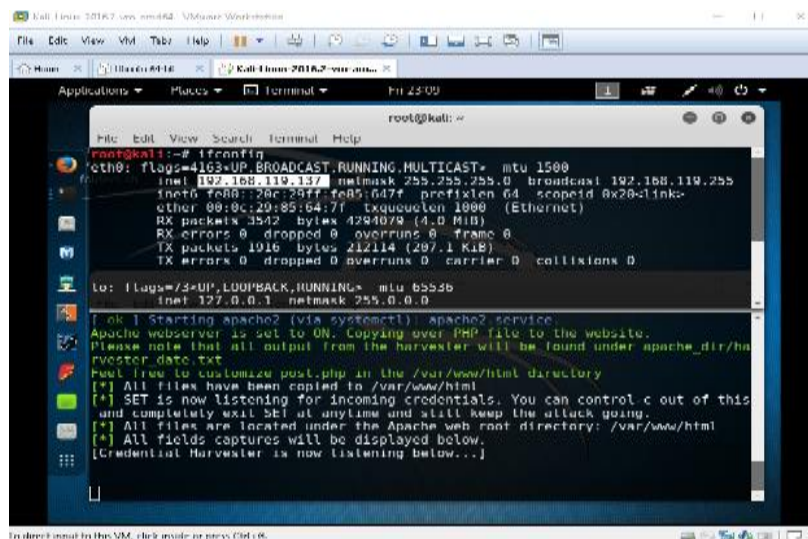 Kali-Linux-2016.2-vm-amd64 - VMware Workstation
File Edit View VM Tabs Help
Home Ubuntu 64-bit Kali-Linux-2016.2-vm-am...
Applications Places Terminal Fri 23:09 1
root@kali: ~
File Edit View Search Terminal Help
root@kali:~# ifconfig
eth0: flags=4163<UP,BROADCAST,RUNNING,MULTICAST> mtu 1500
inet 192.168.119.137 netmask 255.255.255.0 broadcast 192.168.119.255
inet6 fe80::20c:29ff:fe85:647f prefixlen 64 scopeid 0x20<link>
ether 00:0c:29:85:64:7f txqueuelen 1000 (Ethernet)
RX packets 3542 bytes 4294079 (4.0 MiB)
RX errors 0 dropped 0 overruns 0 frame 0
TX packets 1916 bytes 212114 (207.1 KiB)
TX errors 0 dropped 0 overruns 0 carrier 0 collisions 0
lo: flags=73<UP,LOOPBACK,RUNNING> mtu 65536
inet 127.0.0.1 netmask 255.0.0.0
[ ok ] Starting apache2 (via systemctl): apache2.service.
Apache webserver is set to ON. Copying over PHP file to the website.
Please note that all output from the harvester will be found under apache_dir/ha
rvester_date.txt
Feel free to customize post.php in the /var/www/html directory
[*] All files have been copied to /var/www/html
[*] SET is now listening for incoming credentials. You can control-c out of this
and completely exit SET at anytime and still keep the attack going.
[*] All files are located under the Apache web root directory: /var/www/html
[*] All fields captures will be displayed below.
[Credential Harvester is now listening below...]
To direct input to this VM, click inside or press Ctrl+G.